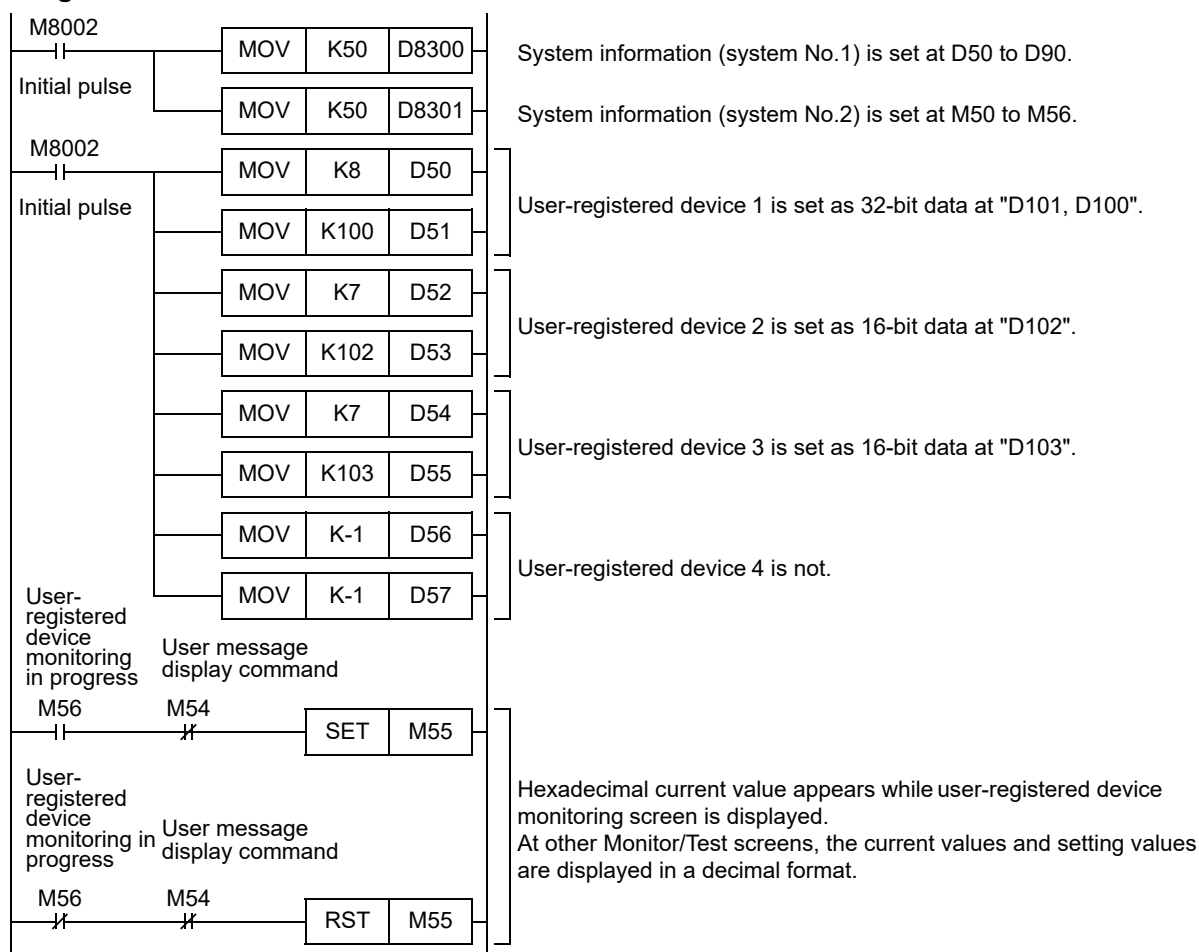 M8002
MOV K50 D8300
System information (system No.1) is set at D50 to D90.
Initial pulse
MOV K50 D8301
System information (system No.2) is set at M50 to M56.
M8002
MOV K8 D50
Initial pulse
User-registered device 1 is set as 32-bit data at "D101, D100".
MOV K100 D51
MOV K7 D52
User-registered device 2 is set as 16-bit data at "D102".
MOV K102 D53
MOV K7 D54
User-registered device 3 is set as 16-bit data at "D103".
MOV K103 D55
MOV K-1 D56
User-registered device 4 is not.
MOV K-1 D57
User-
registered
device
monitoring
in progress
User message
display command
M56 M54
SET M55
User-
registered
device
monitoring in
progress
User message
display command
Hexadecimal current value appears while user-registered device
monitoring screen is displayed.
At other Monitor/Test screens, the current values and setting values
are displayed in a decimal format.
M56 M54
RST M55